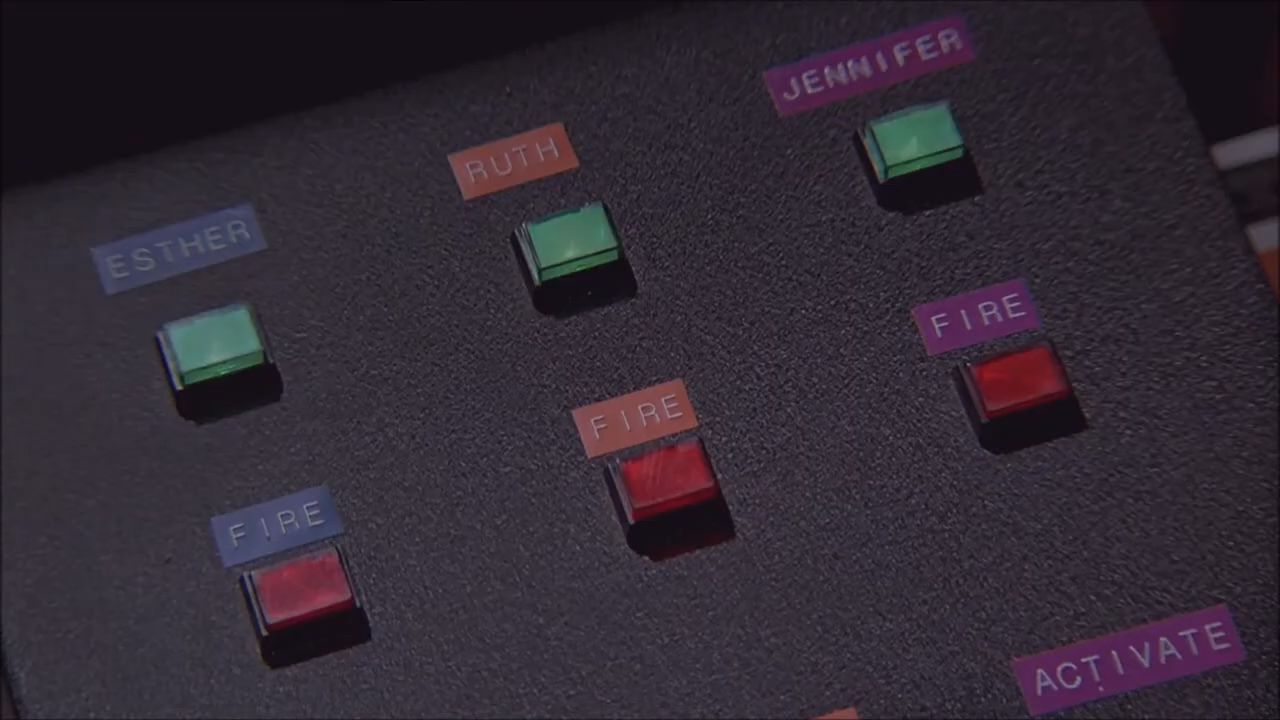 ESTHER
RUTH
JENNIFER
FIRE
FIRE
FIRE
ACTIVATE